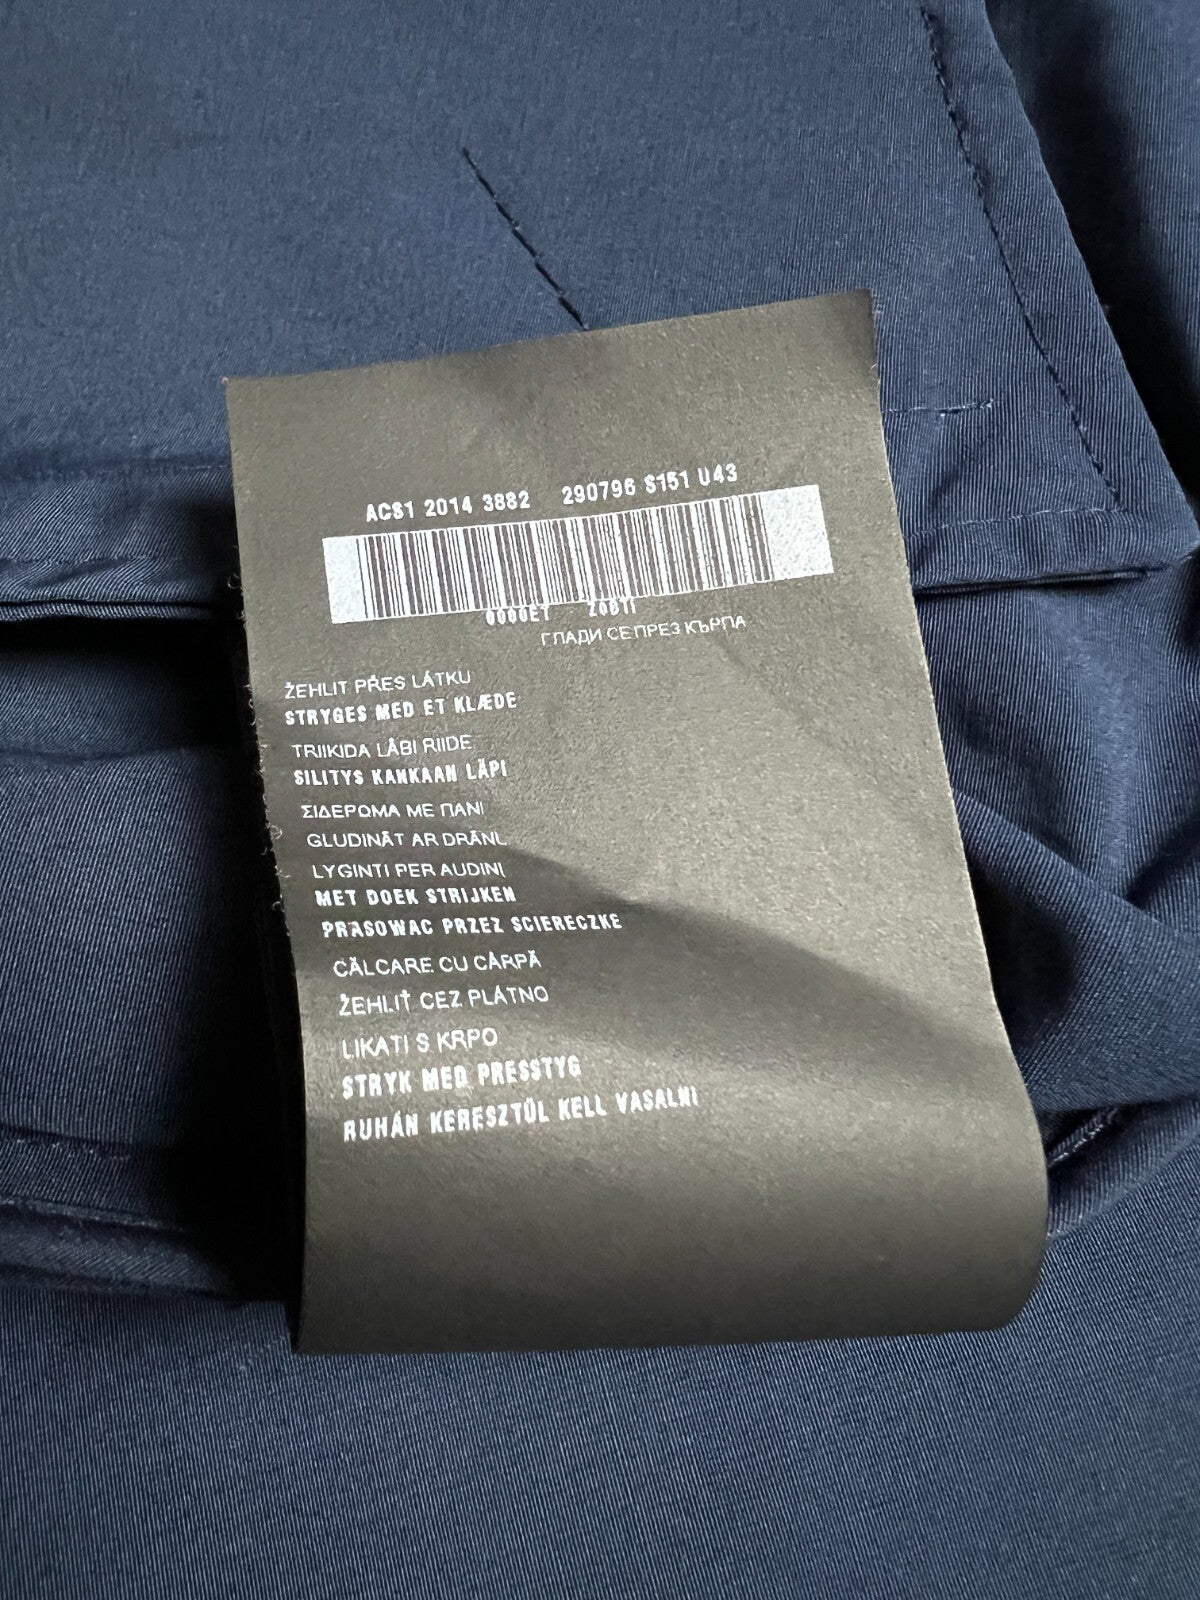 ACS1 2014 3882 290796 S151 U43
ГЛАДИ СЕ ПРЕЗ КЪРПА
ŽEHLIT PŘES LÁTKU
STRYGES MED ET KLÆDE
TRIIKIDA LÄBI RIIDE
SILITYS KANKAAN LÄPI
ΣΙΔΕΡΩΜΑ ΜΕ ΠΑΝΙ
GLUDINĀT AR DRĀNU
LYGINTI PER AUDINĮ
MET DOEK STRIJKEN
PRASOWAC PRZEZ SCIERECZKE
CĂLCARE CU CÂRPĂ
ŽEHLIŤ CEZ PLÁTNO
LIKATI S KRPO
STRYK MED PRESSTYG
RUHÁN KERESZTÜL KELL VASALNI